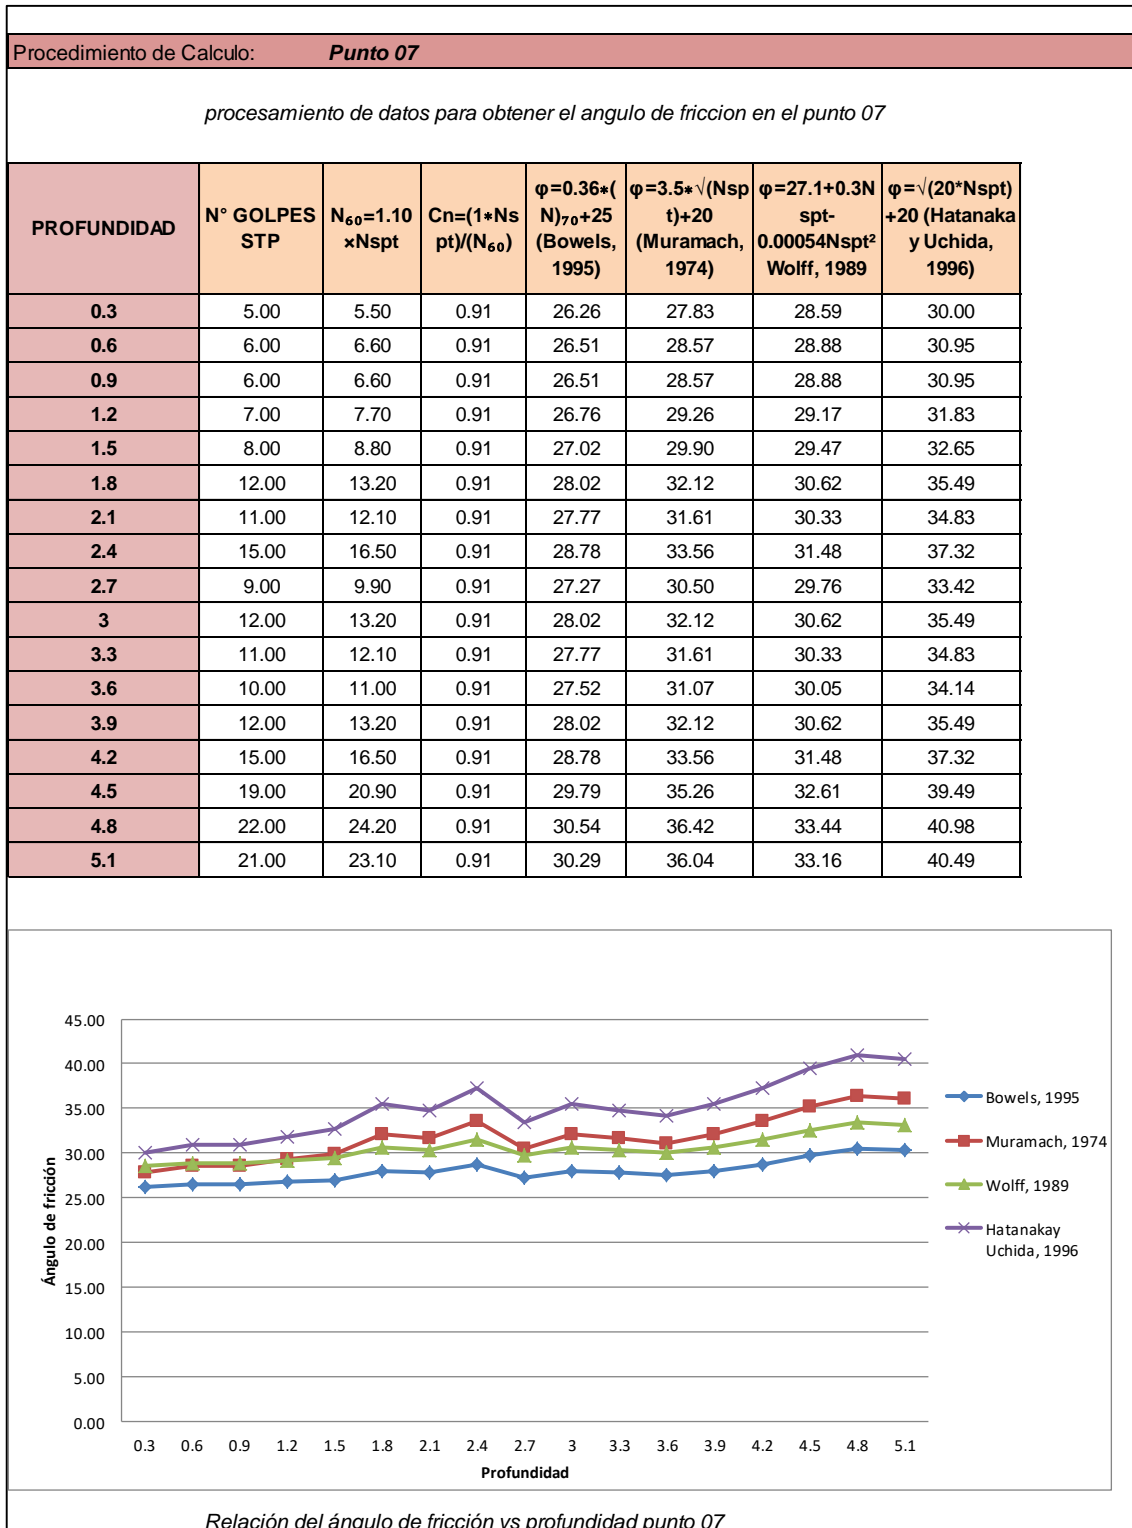 Procedimiento de Calculo: Punto 07
procesamiento de datos para obtener el angulo de friccion en el punto 07
PROFUNDIDAD
N° GOLPES
STP
N₆₀=1.10
×Nspt
Cn=(1*Ns
pt)/(N₆₀)
φ=0.36*(
N)₇₀+25
(Bowels,
1995)
φ=3.5*√(Nsp
t)+20
(Muramach,
1974)
φ=27.1+0.3N
spt-
0.00054Nspt²
Wolff, 1989
φ=√(20*Nspt)
+20 (Hatanaka
y Uchida,
1996)
0.3 5.00 5.50 0.91 26.26 27.83 28.59 30.00
0.6 6.00 6.60 0.91 26.51 28.57 28.88 30.95
0.9 6.00 6.60 0.91 26.51 28.57 28.88 30.95
1.2 7.00 7.70 0.91 26.76 29.26 29.17 31.83
1.5 8.00 8.80 0.91 27.02 29.90 29.47 32.65
1.8 12.00 13.20 0.91 28.02 32.12 30.62 35.49
2.1 11.00 12.10 0.91 27.77 31.61 30.33 34.83
2.4 15.00 16.50 0.91 28.78 33.56 31.48 37.32
2.7 9.00 9.90 0.91 27.27 30.50 29.76 33.42
3 12.00 13.20 0.91 28.02 32.12 30.62 35.49
3.3 11.00 12.10 0.91 27.77 31.61 30.33 34.83
3.6 10.00 11.00 0.91 27.52 31.07 30.05 34.14
3.9 12.00 13.20 0.91 28.02 32.12 30.62 35.49
4.2 15.00 16.50 0.91 28.78 33.56 31.48 37.32
4.5 19.00 20.90 0.91 29.79 35.26 32.61 39.49
4.8 22.00 24.20 0.91 30.54 36.42 33.44 40.98
5.1 21.00 23.10 0.91 30.29 36.04 33.16 40.49
45.00
40.00
35.00
30.00
25.00
20.00
15.00
10.00
5.00
0.00
Ángulo de fricción
0.3 0.6 0.9 1.2 1.5 1.8 2.1 2.4 2.7 3 3.3 3.6 3.9 4.2 4.5 4.8 5.1
Profundidad
Bowels, 1995
Muramach, 1974
Wolff, 1989
Hatanakay
Uchida, 1996
Relación del ángulo de fricción vs profundidad punto 07